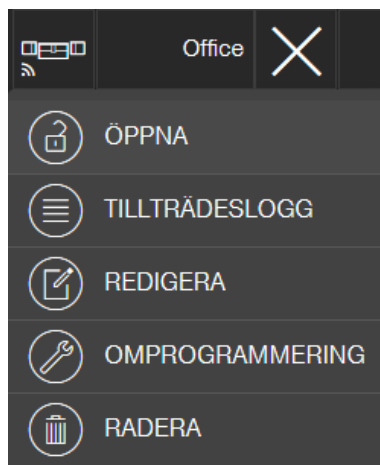 Office
ÖPPNA
TILLTRÄDESLOGG
REDIGERA
OMPROGRAMMERING
RADERA